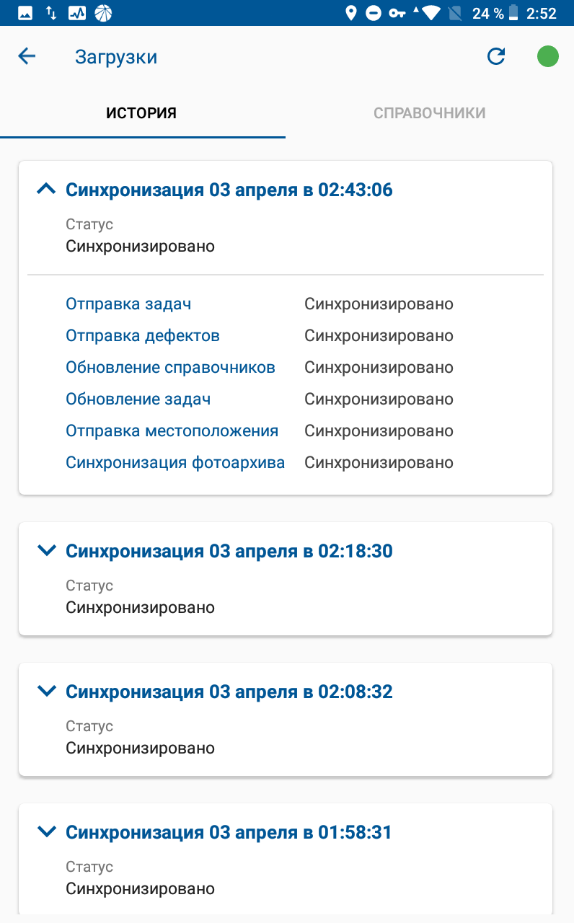 24 % 2:52
Загрузки
ИСТОРИЯ СПРАВОЧНИКИ
Синхронизация 03 апреля в 02:43:06
Статус
Синхронизировано
Отправка задач Синхронизировано
Отправка дефектов Синхронизировано
Обновление справочников Синхронизировано
Обновление задач Синхронизировано
Отправка местоположения Синхронизировано
Синхронизация фотоархива Синхронизировано
Синхронизация 03 апреля в 02:18:30
Статус
Синхронизировано
Синхронизация 03 апреля в 02:08:32
Статус
Синхронизировано
Синхронизация 03 апреля в 01:58:31
Статус
Синхронизировано